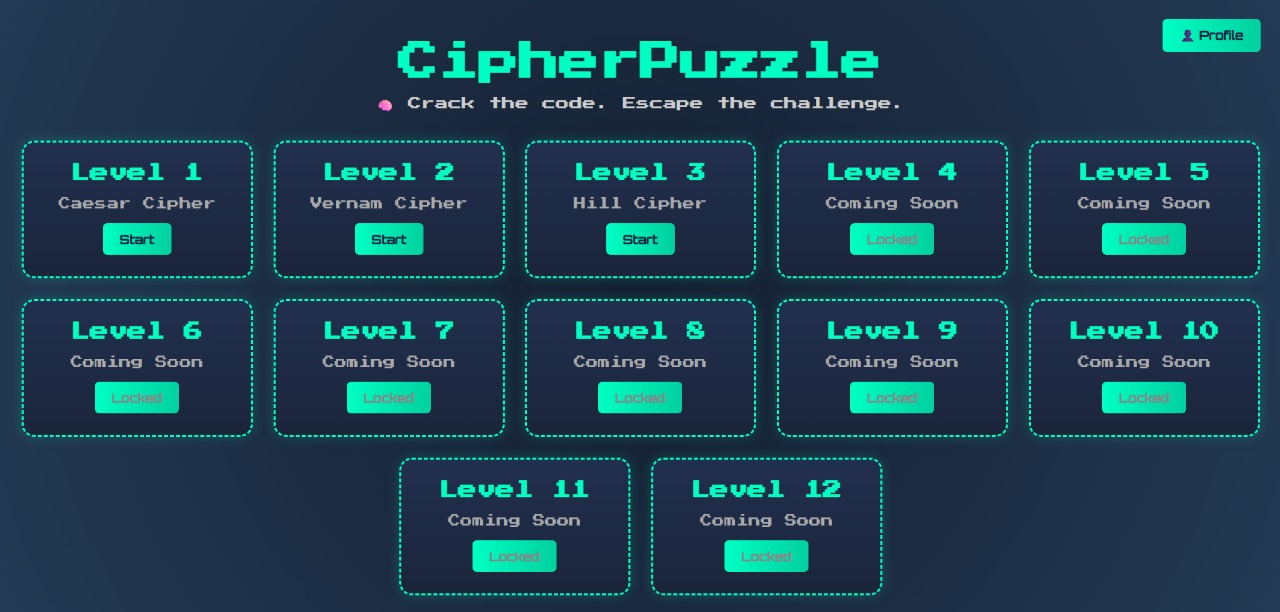 👤 Profile
CipherPuzzle
🧠 Crack the code. Escape the challenge.
Level 1
Caesar Cipher
Start
Level 2
Vernam Cipher
Start
Level 3
Hill Cipher
Start
Level 4
Coming Soon
Locked
Level 5
Coming Soon
Locked
Level 6
Coming Soon
Locked
Level 7
Coming Soon
Locked
Level 8
Coming Soon
Locked
Level 9
Coming Soon
Locked
Level 10
Coming Soon
Locked
Level 11
Coming Soon
Locked
Level 12
Coming Soon
Locked